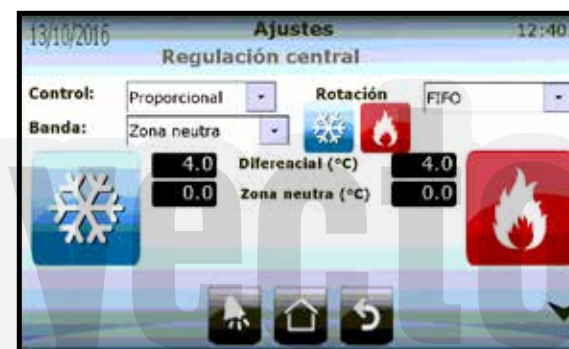 13/10/2016 Ajustes 12:40
Regulación central
Control: Proporcional Rotación FIFO
Banda: Zona neutra
4.0 Diferencial (°C) 4.0
0.0 Zona neutra (°C) 0.0